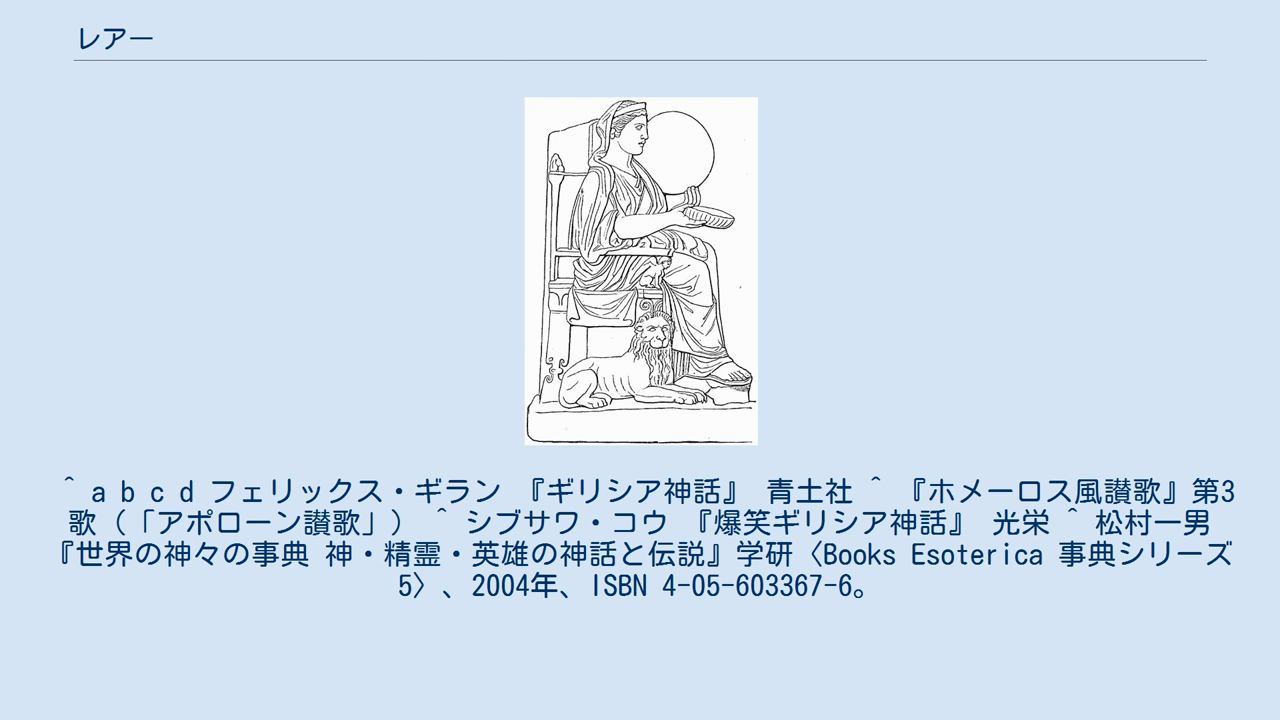 レアー
^ a b c d フェリックス・ギラン 『ギリシア神話』 青土社 ^ 『ホメーロス風讃歌』第3
歌（「アポローン讃歌」） ^ シブサワ・コウ 『爆笑ギリシア神話』 光栄 ^ 松村一男
『世界の神々の事典 神・精霊・英雄の神話と伝説』学研〈Books Esoterica 事典シリーズ
5〉、2004年、ISBN 4-05-603367-6。